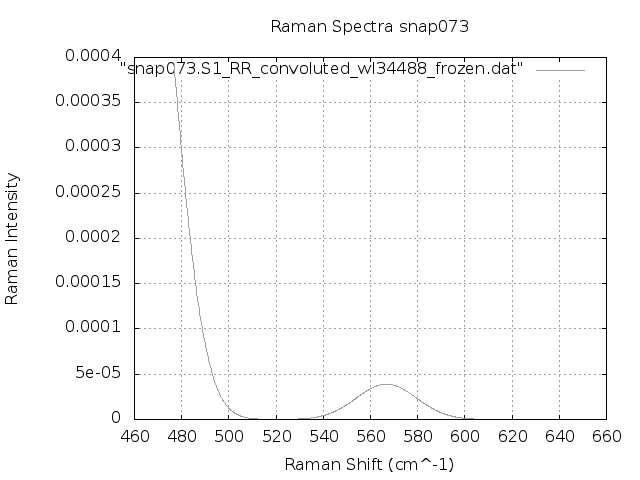 Raman Spectra snap073
"snap073.S1_RR_convoluted_wl34488_frozen.dat"
Raman Intensity
0.0004
0.00035
0.0003
0.00025
0.0002
0.00015
0.0001
5e-05
0
460 480 500 520 540 560 580 600 620 640 660
Raman Shift (cm^-1)